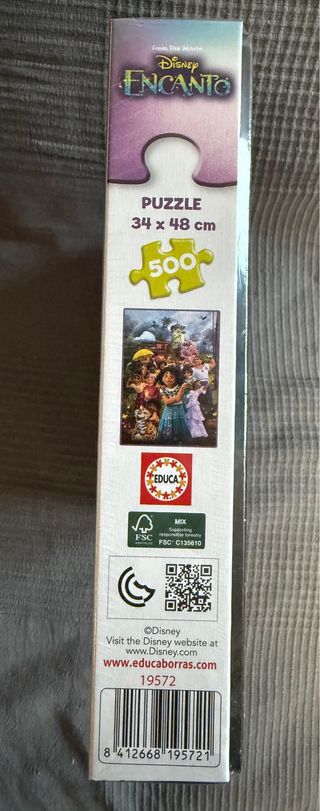 From The Movie
Disney
ENCANTO
PUZZLE
34 x 48 cm
500
EDUCA
FSC
MIX
Supporting
responsible forestry
FSC® C135610
©Disney
Visit the Disney website at
www.Disney.com
www.educaborras.com
19572
8 412668 195721